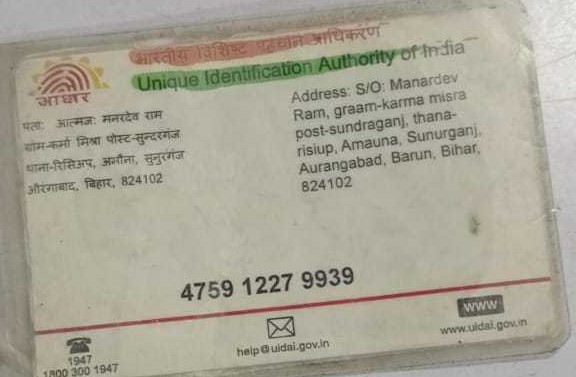 भारतीय विशिष्ट पहचान प्राधिकरण
Unique Identification Authority of India
आधार
पता: आत्मज: मनरदेव राम
ग्राम-कर्मा मिश्रा पोस्ट-सुन्दरगंज
थाना-रिसिअप, अमौना, सुनुरगंज
औरंगाबाद, बिहार, 824102
Address: S/O: Manardev
Ram, graam-karma misra
post-sundraganj, thana-
risiup, Amauna, Sunurganj,
Aurangabad, Barun, Bihar,
824102
4759 1227 9939
1947
1800 300 1947
help@uidai.gov.in
WWW
www.uidai.gov.in